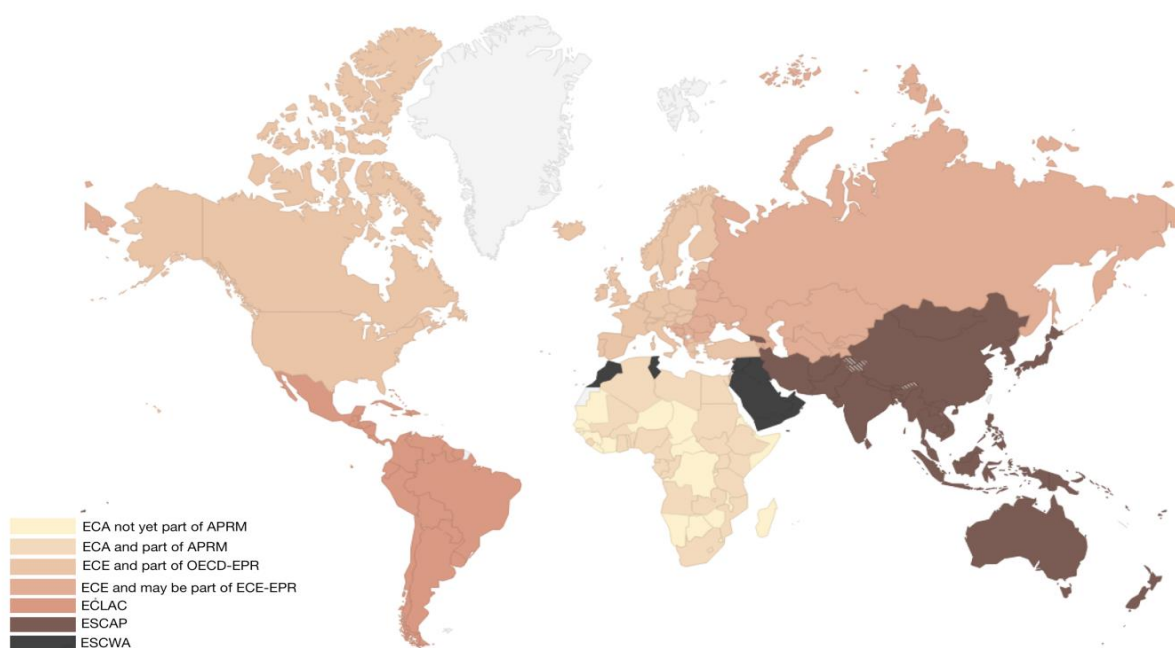 ECA not yet part of APRM
ECA and part of APRM
ECE and part of OECD-EPR
ECE and may be part of ECE-EPR
EĊLAC
ESCAP
ESCWA